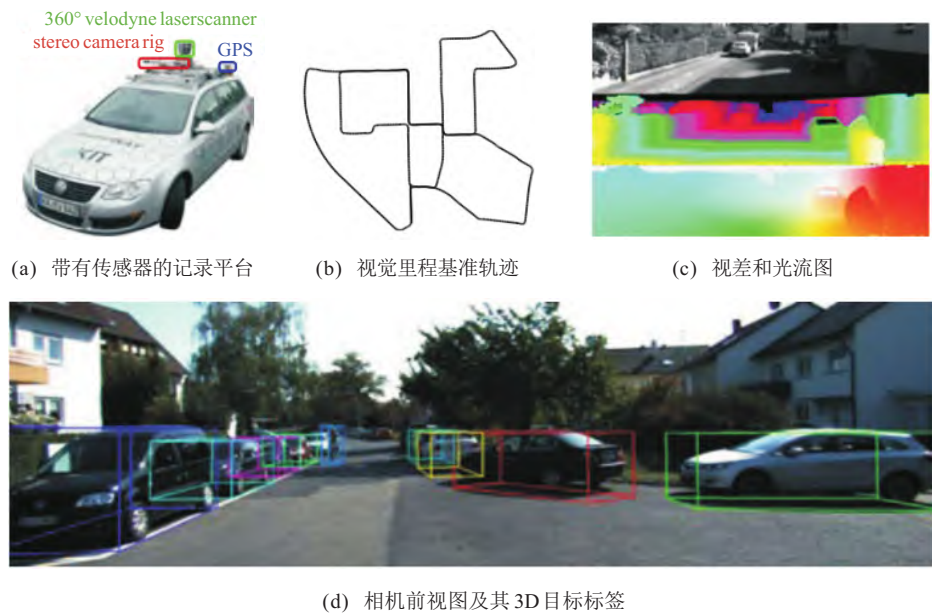 360° velodyne laserscanner
stereo camera rig
GPS
KIT
(a) 带有传感器的记录平台
(b) 视觉里程基准轨迹
(c) 视差和光流图
(d) 相机前视图及其3D目标标签